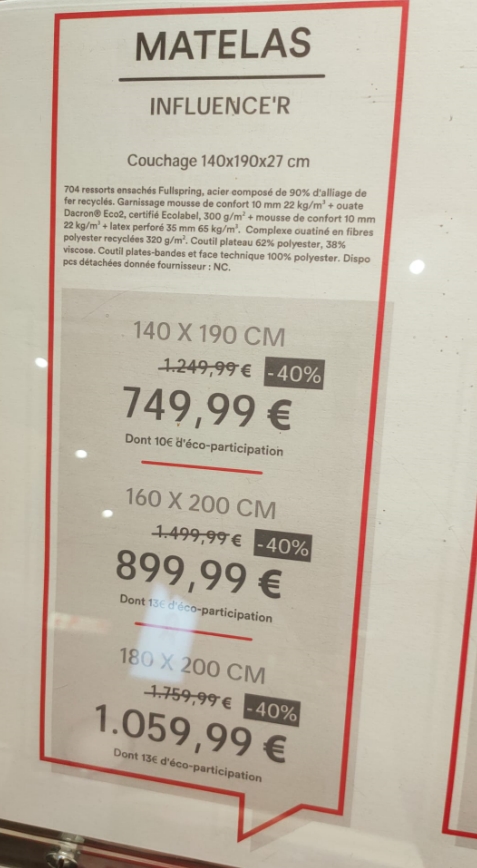 MATELAS
INFLUENCE'R
Couchage 140x190x27 cm
704 ressorts ensachés Fullspring, acier composé de 90% d'alliage de
fer recyclés. Garnissage mousse de confort 10 mm 22 kg/m³ + ouate
Dacron® Eco2, certifié Ecolabel, 300 g/m² + mousse de confort 10 mm
22 kg/m³ + latex perforé 35 mm 65 kg/m³. Complexe ouatiné en fibres
polyester recyclées 320 g/m². Coutil plateau 62% polyester, 38%
viscose. Coutil plates-bandes et face technique 100% polyester. Dispo
pcs détachées donnée fournisseur : NC.
140 X 190 CM
1.249,99 € -40%
749,99 €
Dont 10€ d'éco-participation
160 X 200 CM
1.499,99 € -40%
899,99 €
Dont 13€ d'éco-participation
180 X 200 CM
1.759,99 € -40%
1.059,99 €
Dont 13€ d'éco-participation